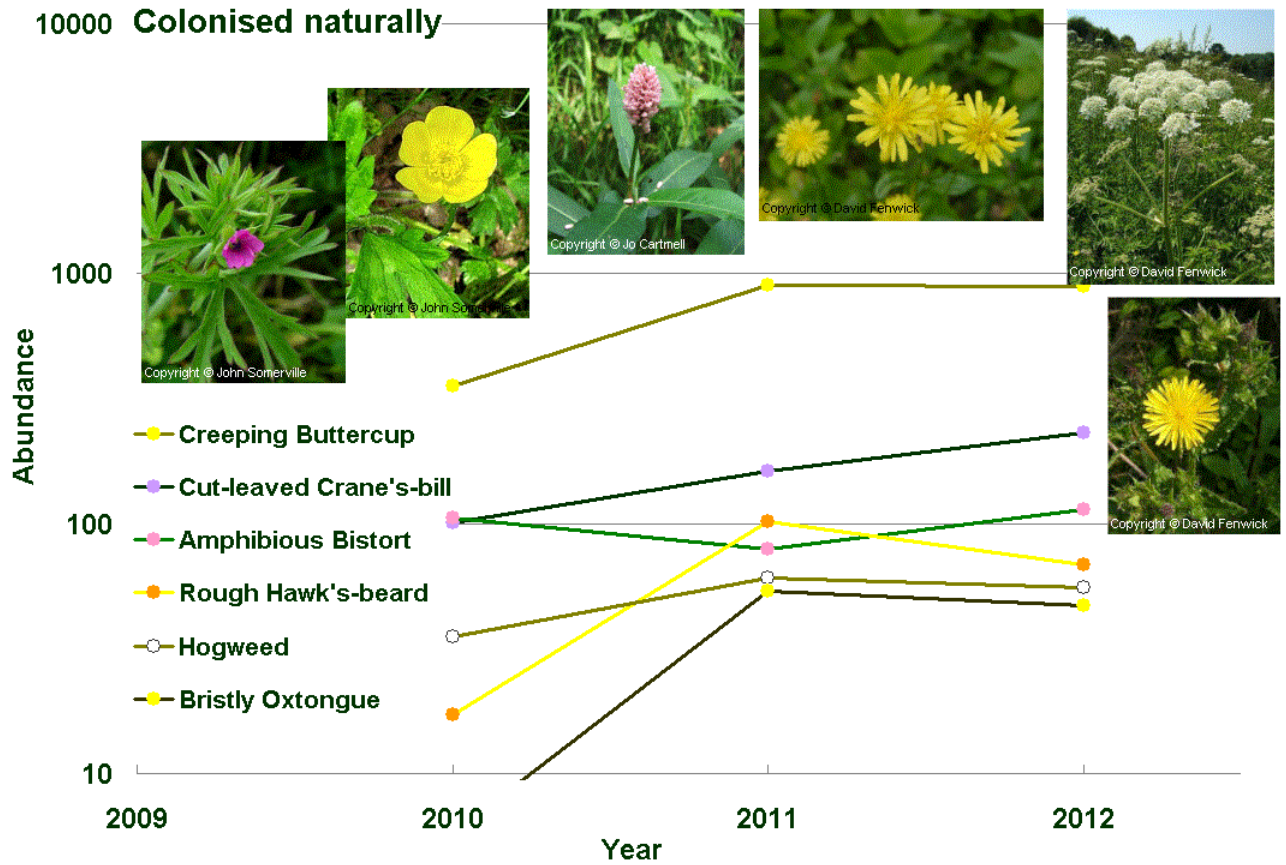 10000
Colonised naturally
Copyright © John Somerville
Copyright © John Somerville
Copyright © Jo Cartmell
Copyright © David Fenwick
Copyright © David Fenwick
Copyright © David Fenwick
1000
100
10
Abundance
Creeping Buttercup
Cut-leaved Crane's-bill
Amphibious Bistort
Rough Hawk's-beard
Hogweed
Bristly Oxtongue
2009
2010
2011
2012
Year